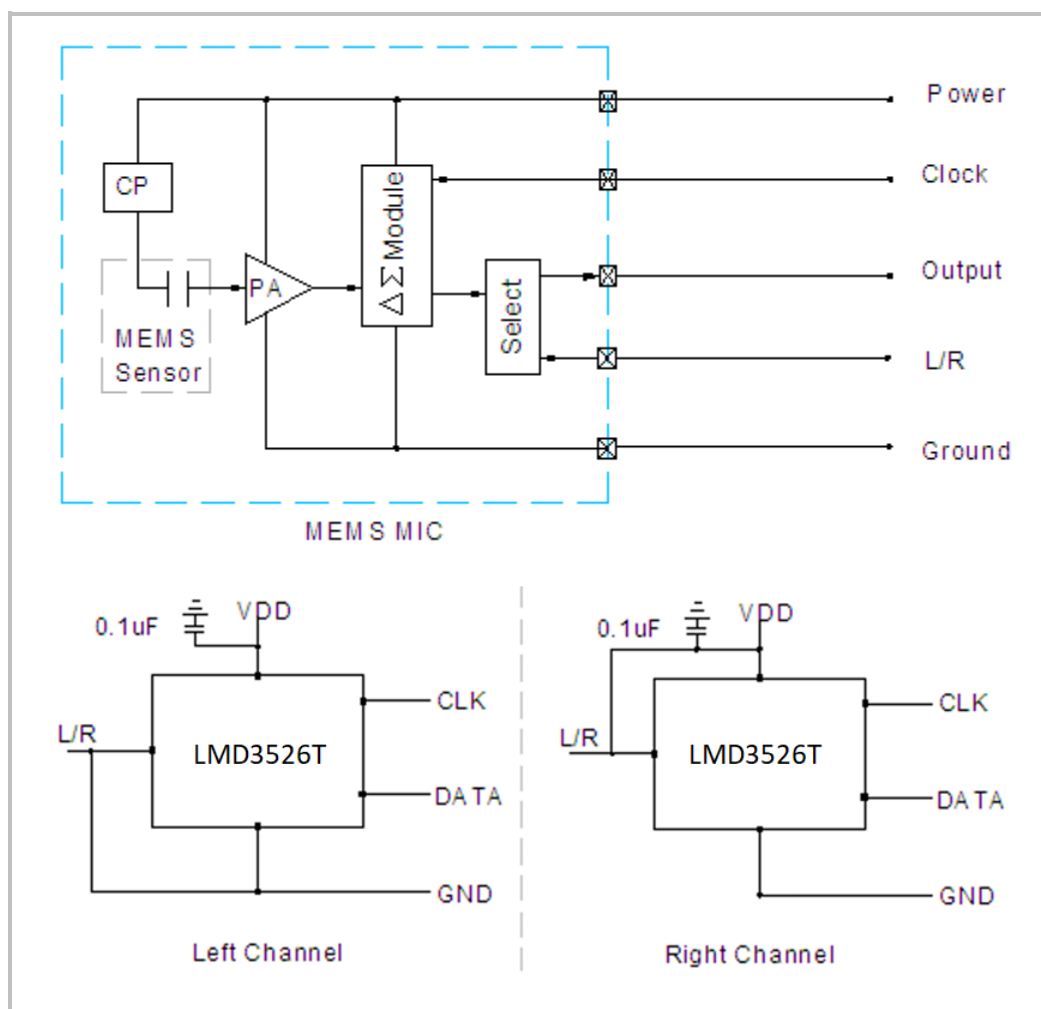 Power
CP
Clock
ΔΣ Module
Output
PA
Select
MEMS
Sensor
L/R
Ground
MEMS MIC
0.1uF
VDD
CLK
L/R
LMD3526T
DATA
GND
Left Channel
0.1uF
VDD
CLK
L/R
LMD3526T
DATA
GND
Right Channel